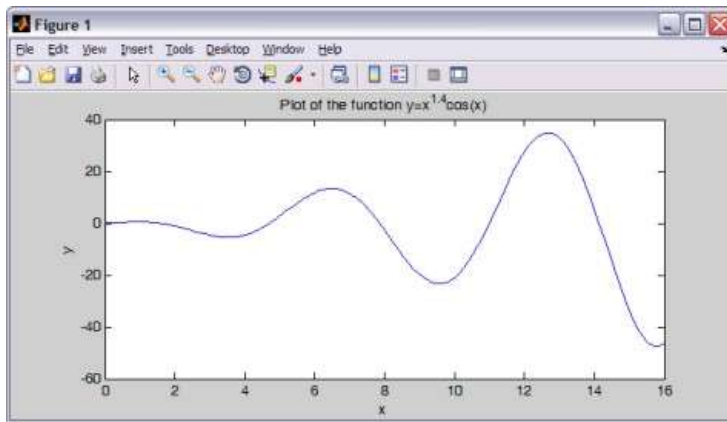 Figure 1
File Edit View Insert Tools Desktop Window Help
Plot of the function y=x^1.4cos(x)
40
20
0
-20
-40
-60
y
0 2 4 6 8 10 12 14 16
x